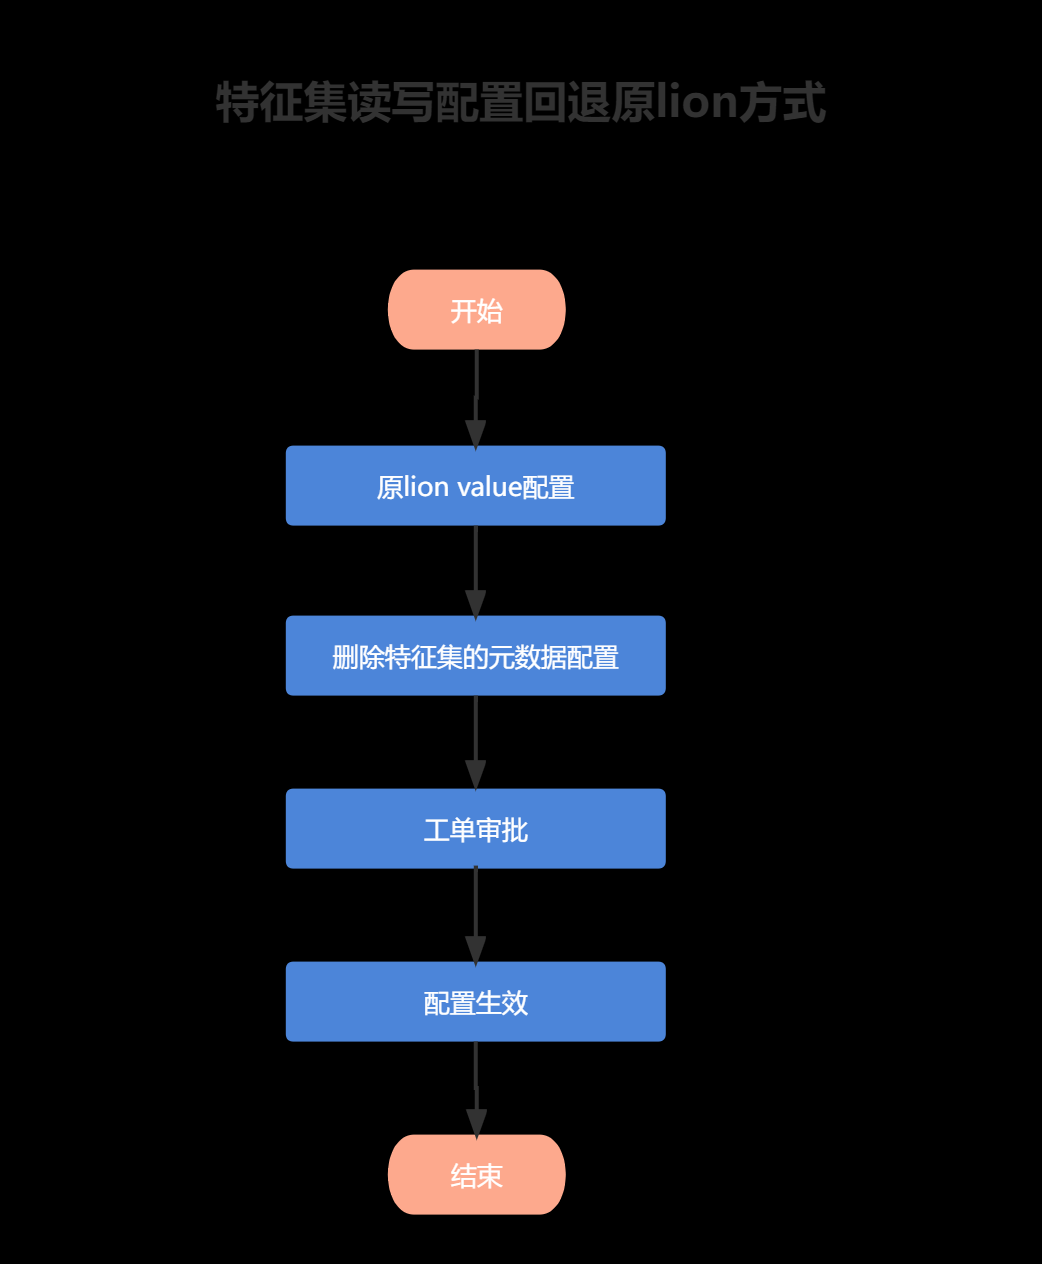 特征集读写配置回退原lion方式
开始
原lion value配置
删除特征集的元数据配置
工单审批
配置生效
结束